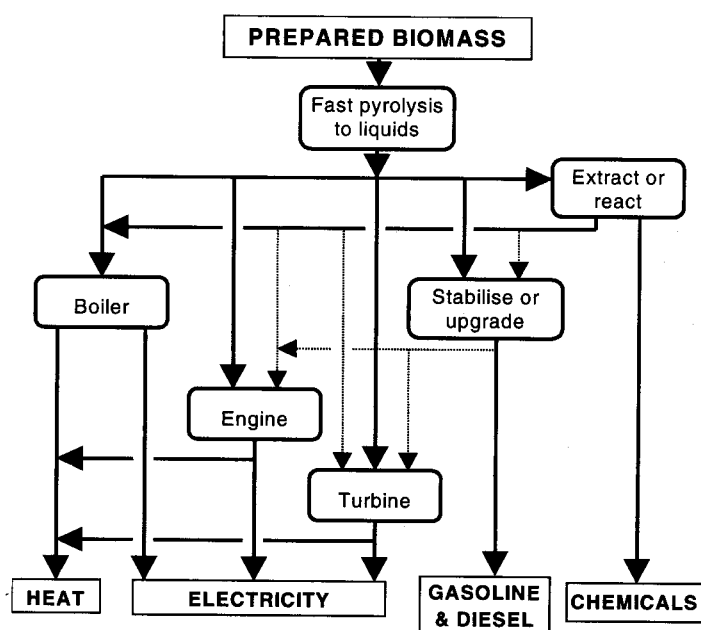 PREPARED BIOMASS
Fast pyrolysis
to liquids
Extract or
react
Boiler
Stabilise or
upgrade
Engine
Turbine
HEAT
ELECTRICITY
GASOLINE
& DIESEL
CHEMICALS